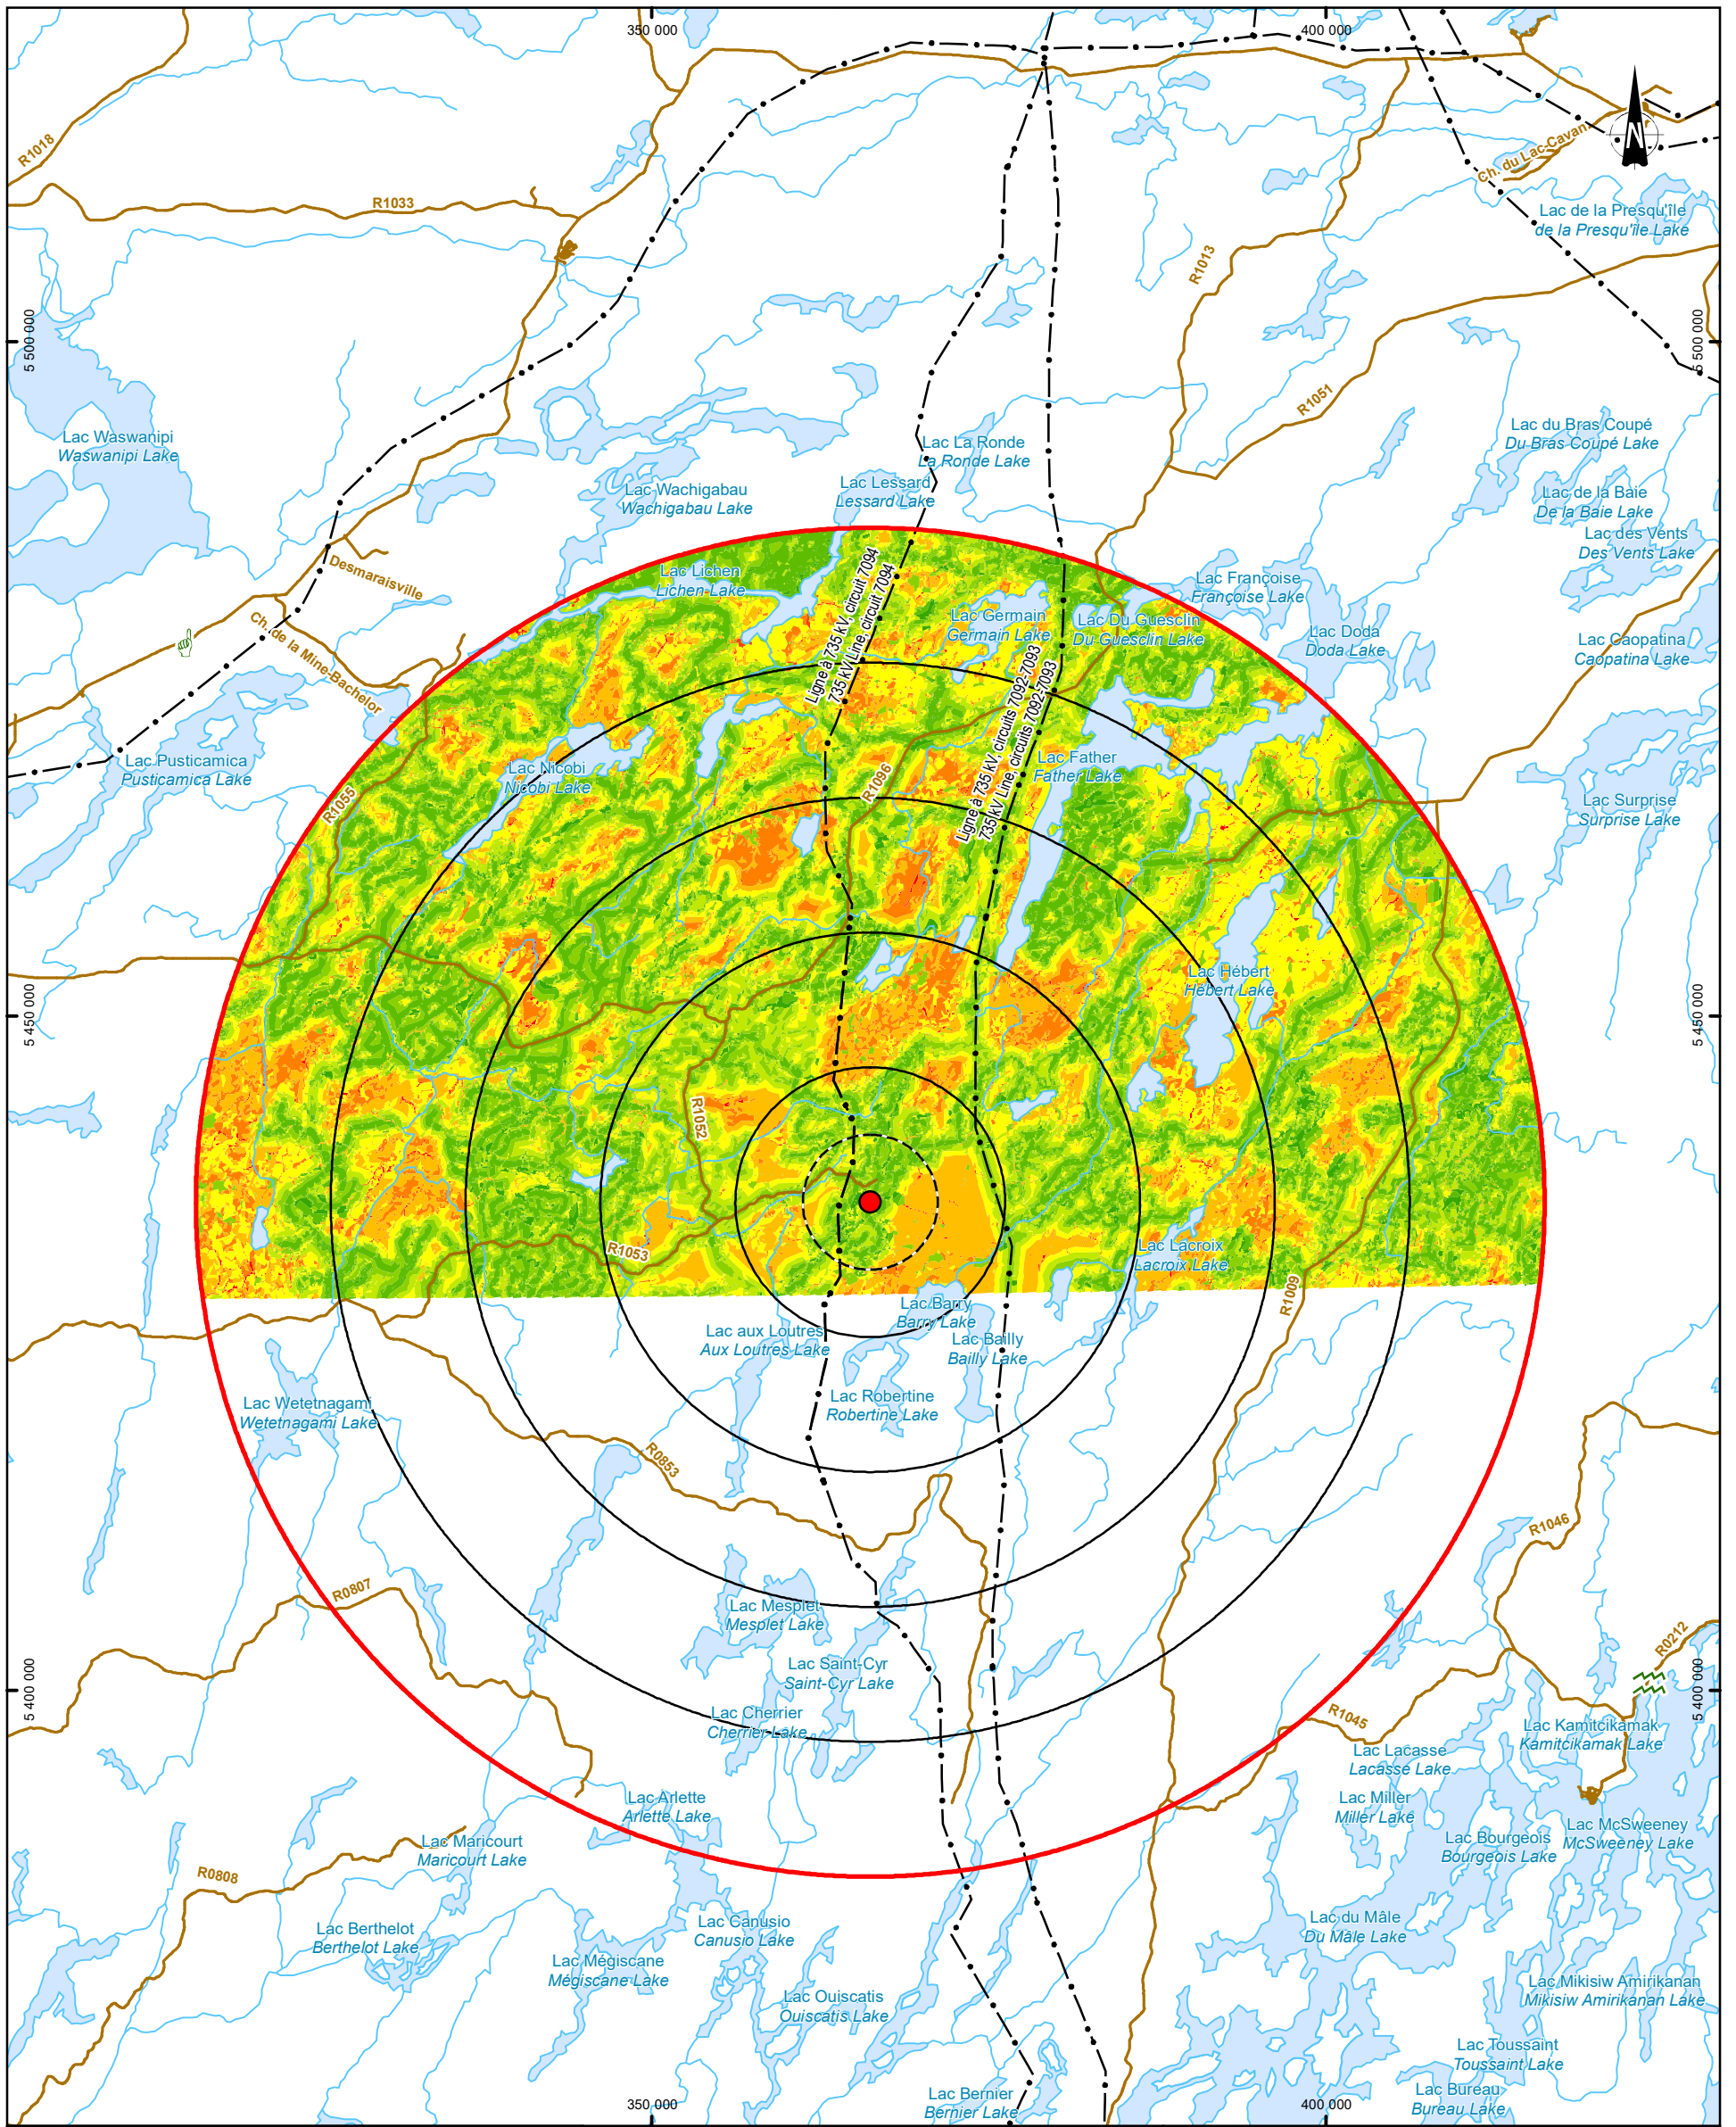 350 000
400 000
R1018
Ch. du Lac-Cavan
R1033
Lac de la Presqu'île
de la Presqu'île Lake
R1013
5 500 000
5 500 000
R1051
Lac Waswanipi
Waswanipi Lake
Lac La Ronde
La Ronde Lake
Lac du Bras Coupé
Du Bras Coupé Lake
Lac Wachigabau
Wachigabau Lake
Lac Lessard
Lessard Lake
Lac de la Baie
De la Baie Lake
Lac des Vents
Des Vents Lake
Desmaraisville
Lac Lichen
Lichen Lake
Ligne à 735 kV, circuit 7094
735 kV Line, circuit 7094
Lac Françoise
Françoise Lake
Lac Germain
Germain Lake
Lac Du Guesclin
Du Guesclin Lake
Lac Doda
Doda Lake
Lac Caopatina
Caopatina Lake
Ch. de la Mine-Bachelor
Ligne à 735 kV, circuits 7092-7093
735 kV Line, circuits 7092-7093
Lac Pusticamica
Pusticamica Lake
Lac Nicobi
Nicobi Lake
Lac Father
Father Lake
R1055
R1096
Lac Surprise
Surprise Lake
Lac Hébert
Hébert Lake
5 450 000
5 450 000
R1052
R1053
Lac Lacroix
Lacroix Lake
R1009
Lac Barry
Barry Lake
Lac aux Loutres
Aux Loutres Lake
Lac Bailly
Bailly Lake
Lac Robertine
Robertine Lake
Lac Wetetnagami
Wetetnagami Lake
R0853
R1046
R0807
Lac Mesplet
Mesplet Lake
R0212
Lac Saint-Cyr
Saint-Cyr Lake
5 400 000
5 400 000
Lac Cherrier
Cherrier Lake
R1045
Lac Kamitcikamak
Kamitcikamak Lake
Lac Lacasse
Lacasse Lake
Lac Arlette
Arlette Lake
Lac Miller
Miller Lake
Lac McSweeney
McSweeney Lake
Lac Maricourt
Maricourt Lake
Lac Bourgeois
Bourgeois Lake
R0808
Lac Berthelot
Berthelot Lake
Lac Canusio
Canusio Lake
Lac du Mâle
Du Mâle Lake
Lac Mégiscane
Mégiscane Lake
Lac Mikisiw Amirikanan
Mikisiw Amirikanan Lake
Lac Ouiscatis
Ouiscatis Lake
Lac Toussaint
Toussaint Lake
Lac Bernier
Bernier Lake
Lac Bureau
Bureau Lake
350 000
400 000